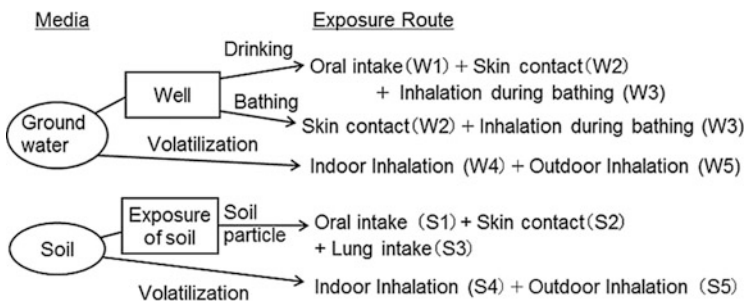 Media
Exposure Route
Drinking
Oral intake(W1) + Skin contact(W2)
+ Inhalation during bathing (W3)
Well
Bathing
Skin contact(W2) + Inhalation during bathing (W3)
Ground
water
Volatilization
Indoor Inhalation (W4) + Outdoor Inhalation (W5)
Exposure
of soil
Soil
particle
Oral intake (S1) + Skin contact(S2)
+ Lung intake(S3)
Soil
Volatilization
Indoor Inhalation (S4) + Outdoor Inhalation (S5)